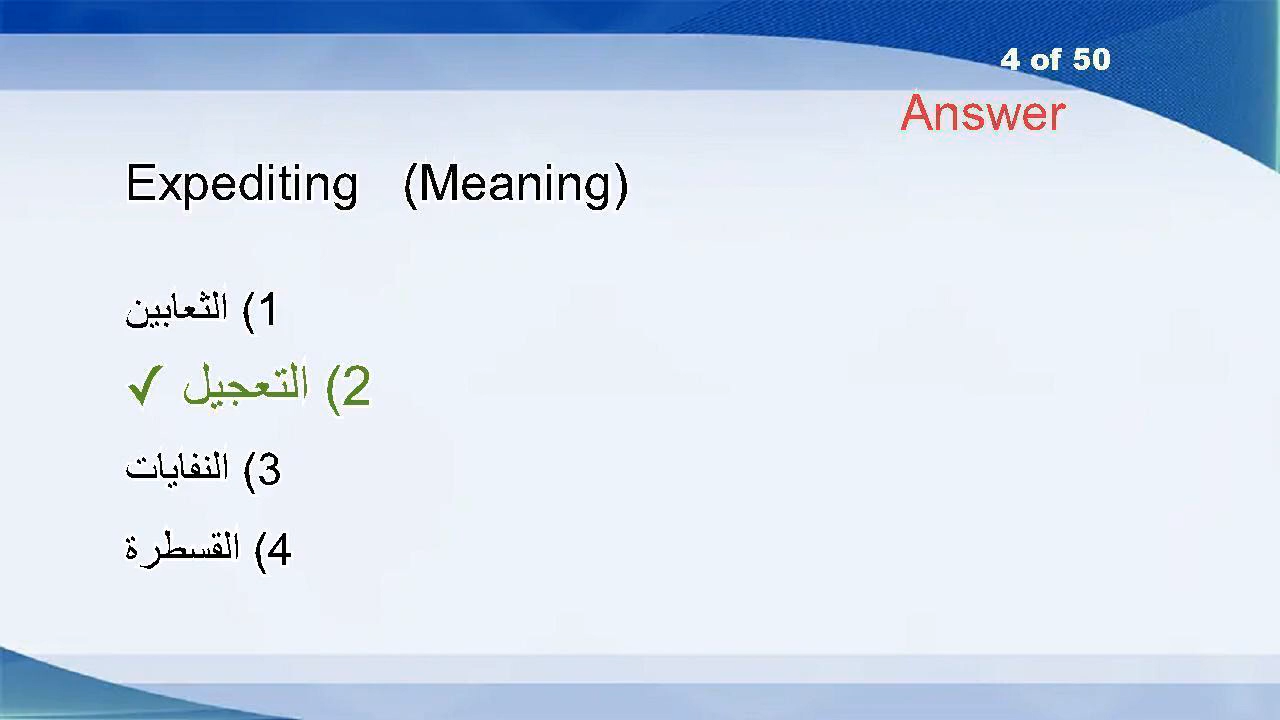 4 of 50
Answer
Expediting (Meaning)
1) الثعابين
2) التعجيل ✓
3) النفايات
4) القسطرة